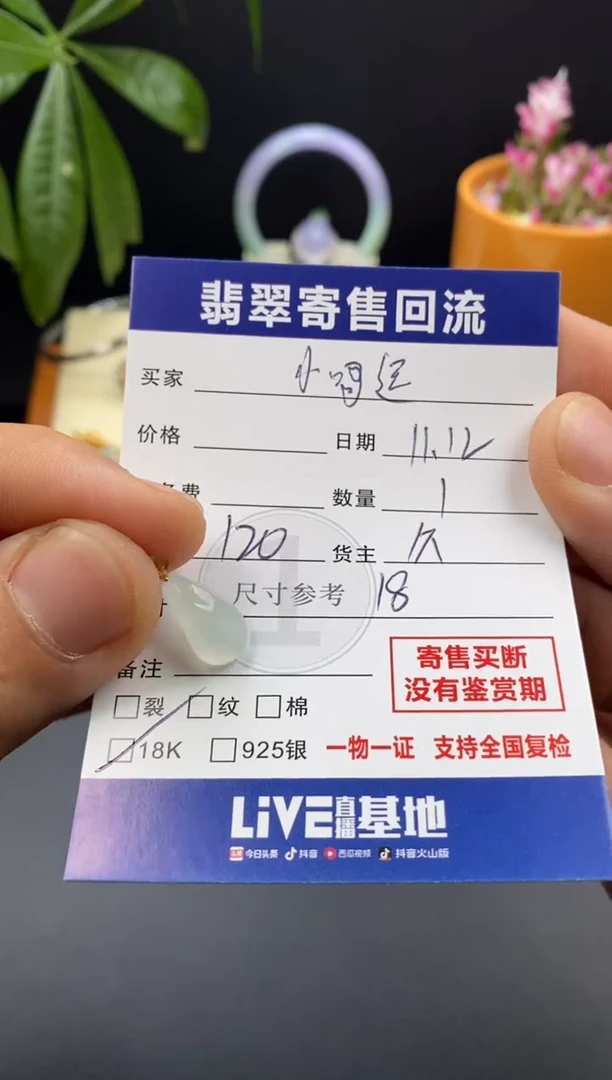 翡翠寄售回流
买家
价格 日期 11.12
费 数量 1
120 货主
尺寸参考 18
备注
寄售买断
没有鉴赏期
裂 纹 棉
18K 925银 一物一证 支持全国复检
LiVE直播基地
今日头条 抖音 西瓜视频 抖音火山版